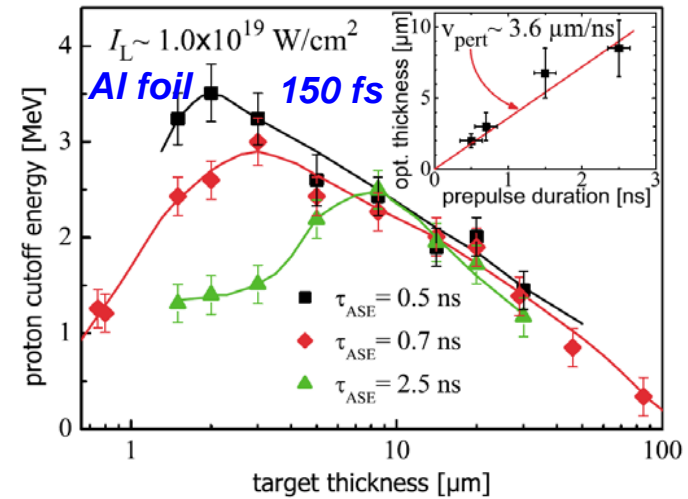 I_L ~ 1.0x10^19 W/cm^2
Al foil 150 fs
v_pert ~ 3.6 µm/ns
opt. thickness [µm]
10
5
0
0 1 2 3
prepulse duration [ns]
proton cutoff energy [MeV]
4
3
2
1
0
τ_ASE = 0.5 ns
τ_ASE = 0.7 ns
τ_ASE = 2.5 ns
1 10 100
target thickness [µm]